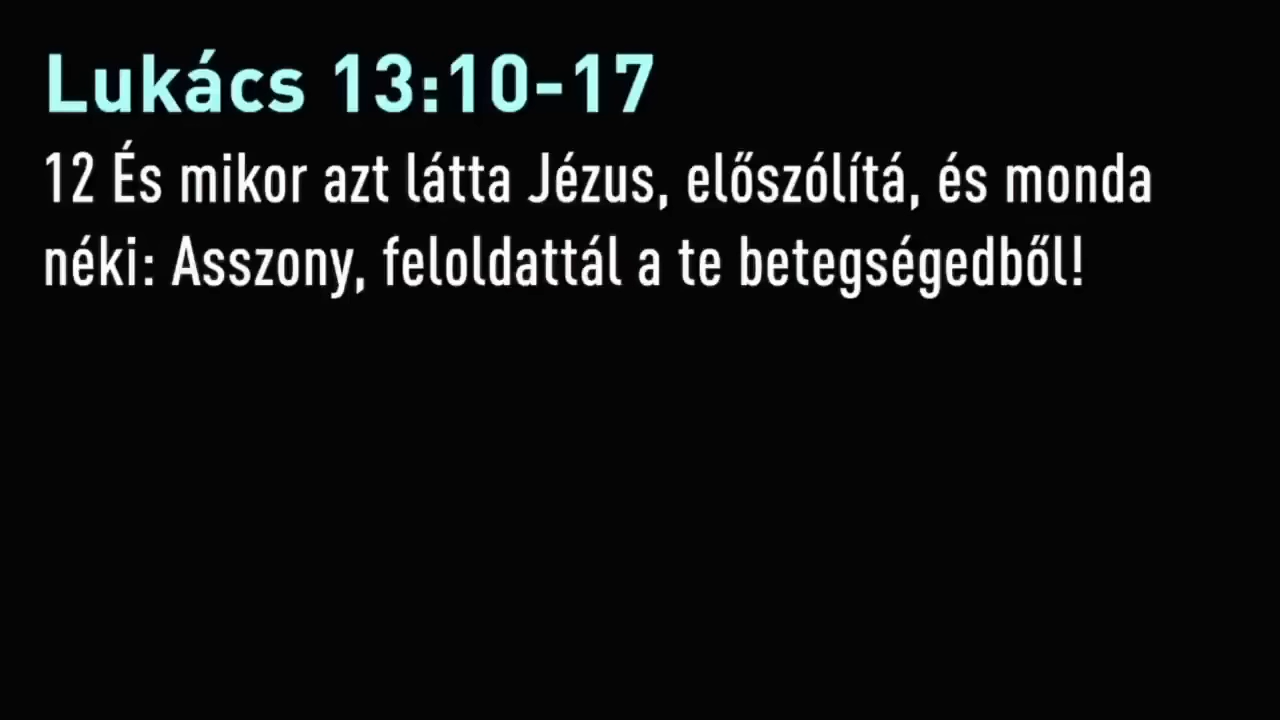 Lukács 13:10-17
12 És mikor azt látta Jézus, előszólítá, és monda
néki: Asszony, feloldattál a te betegségedből!